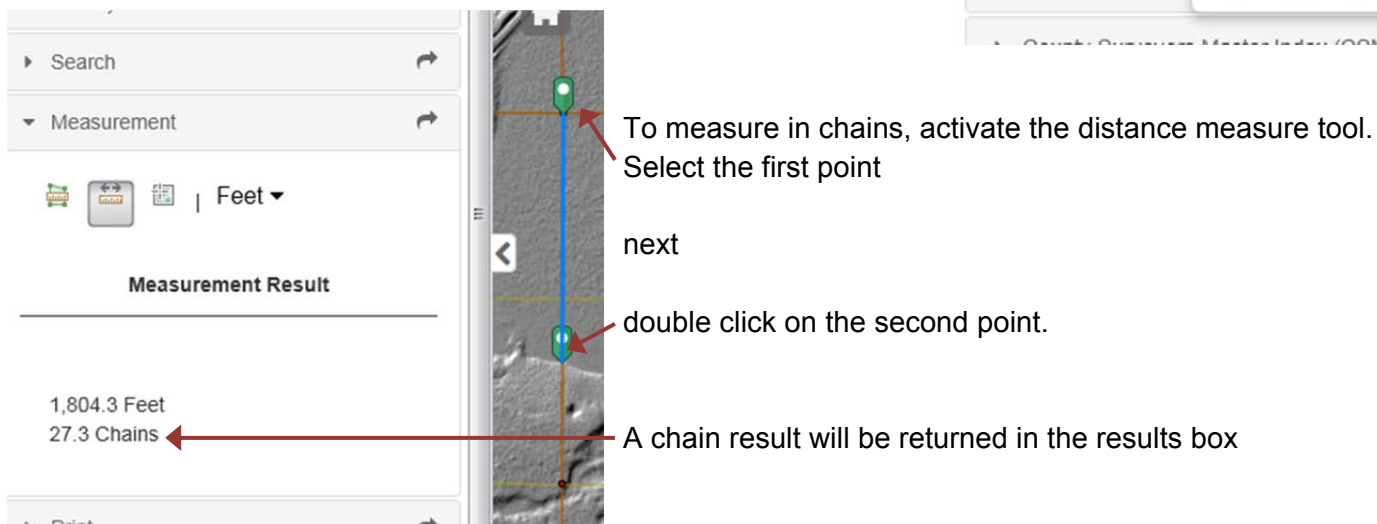 Search
Measurement
| Feet
Measurement Result
1,804.3 Feet
27.3 Chains
To measure in chains, activate the distance measure tool.
Select the first point
next
double click on the second point.
A chain result will be returned in the results box